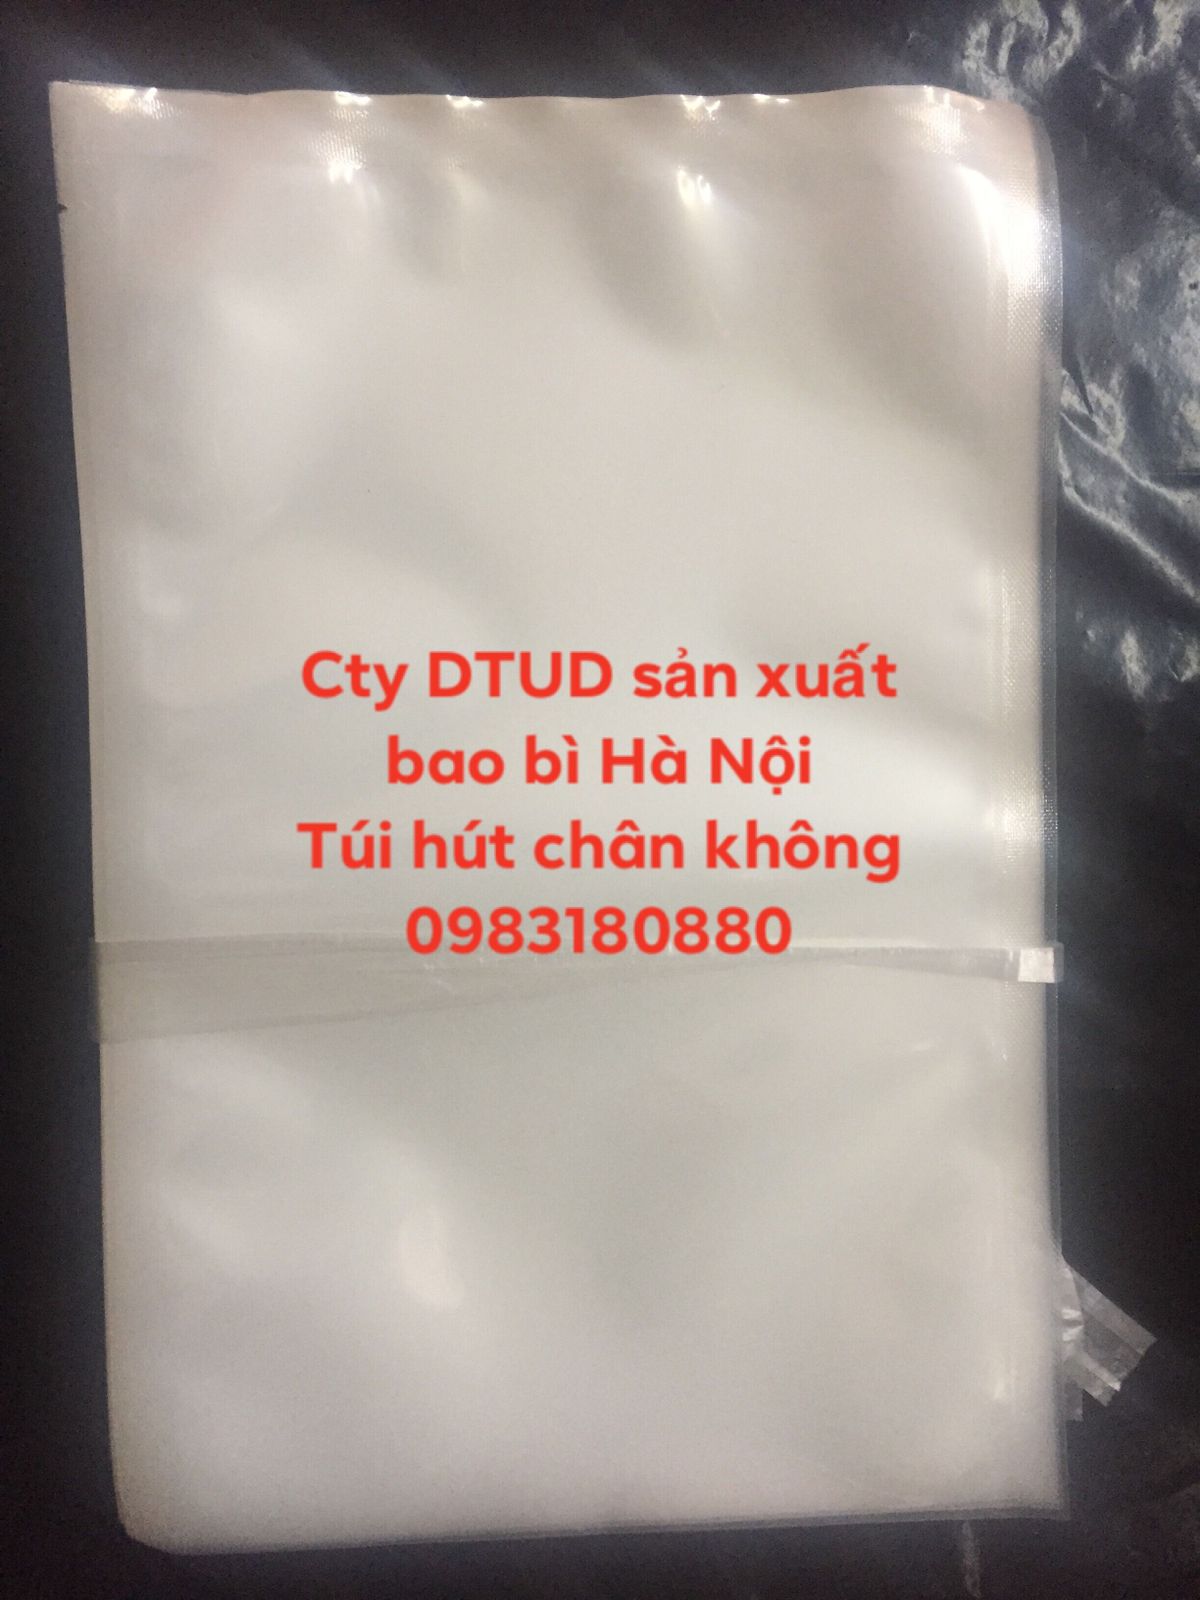 Cty DTUD sản xuất
bao bì Hà Nội
Túi hút chân không
0983180880